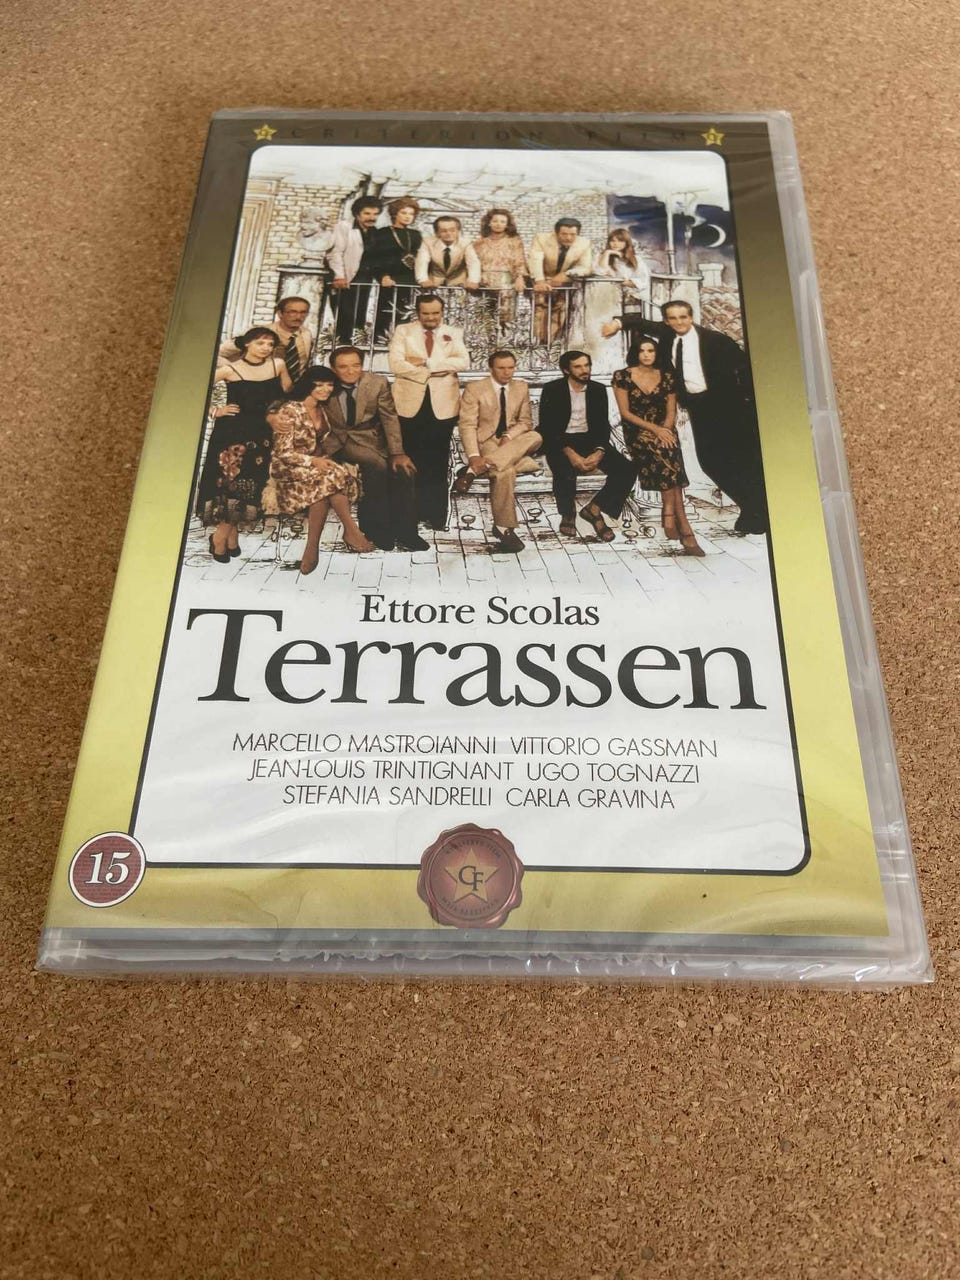 CRITERION FILM
Ettore Scolas
Terrassen
MARCELLO MASTROIANNI VITTORIO GASSMAN
JEAN-LOUIS TRINTIGNANT UGO TOGNAZZI
STEFANIA SANDRELLI CARLA GRAVINA
15
CF